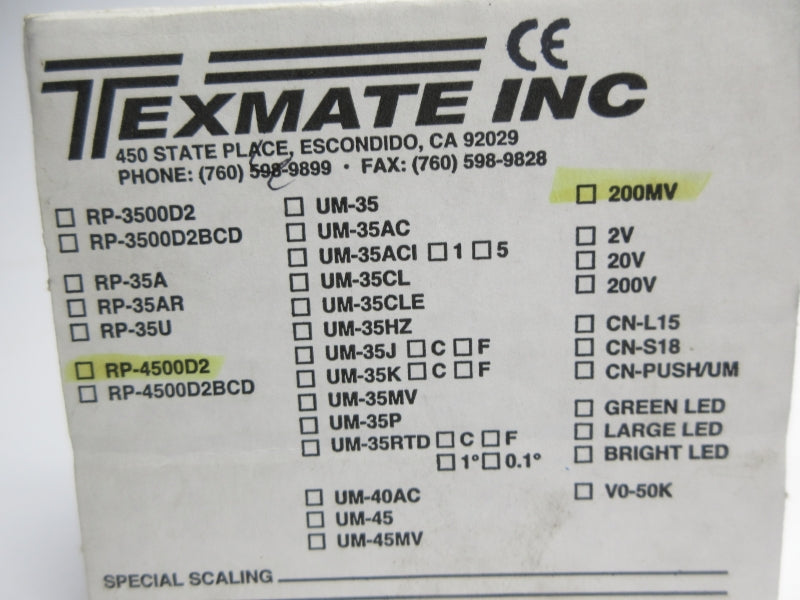 CE
TEXMATE INC
450 STATE PLACE, ESCONDIDO, CA 92029
PHONE: (760) 598-9899 · FAX: (760) 598-9828
☐ RP-3500D2
☐ RP-3500D2BCD
☐ RP-35A
☐ RP-35AR
☐ RP-35U
☐ RP-4500D2
☐ RP-4500D2BCD
☐ UM-35
☐ UM-35AC
☐ UM-35ACI ☐ 1 ☐ 5
☐ UM-35CL
☐ UM-35CLE
☐ UM-35HZ
☐ UM-35J ☐ C ☐ F
☐ UM-35K ☐ C ☐ F
☐ UM-35MV
☐ UM-35P
☐ UM-35RTD ☐ C ☐ F
☐ 1° ☐ 0.1°
☐ UM-40AC
☐ UM-45
☐ UM-45MV
☐ 200MV
☐ 2V
☐ 20V
☐ 200V
☐ CN-L15
☐ CN-S18
☐ CN-PUSH/UM
☐ GREEN LED
☐ LARGE LED
☐ BRIGHT LED
☐ V0-50K
SPECIAL SCALING